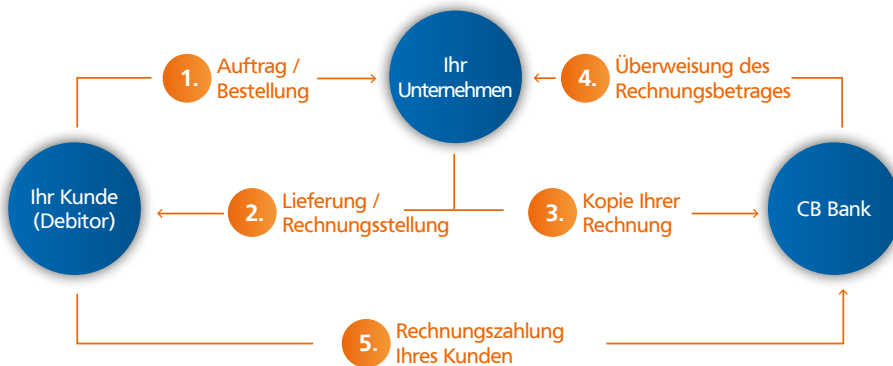 1. Auftrag /
Bestellung
Ihr
Unternehmen
4. Überweisung des
Rechnungsbetrages
Ihr Kunde
(Debitor)
2. Lieferung /
Rechnungsstellung
3. Kopie Ihrer
Rechnung
CB Bank
5. Rechnungszahlung
Ihres Kunden